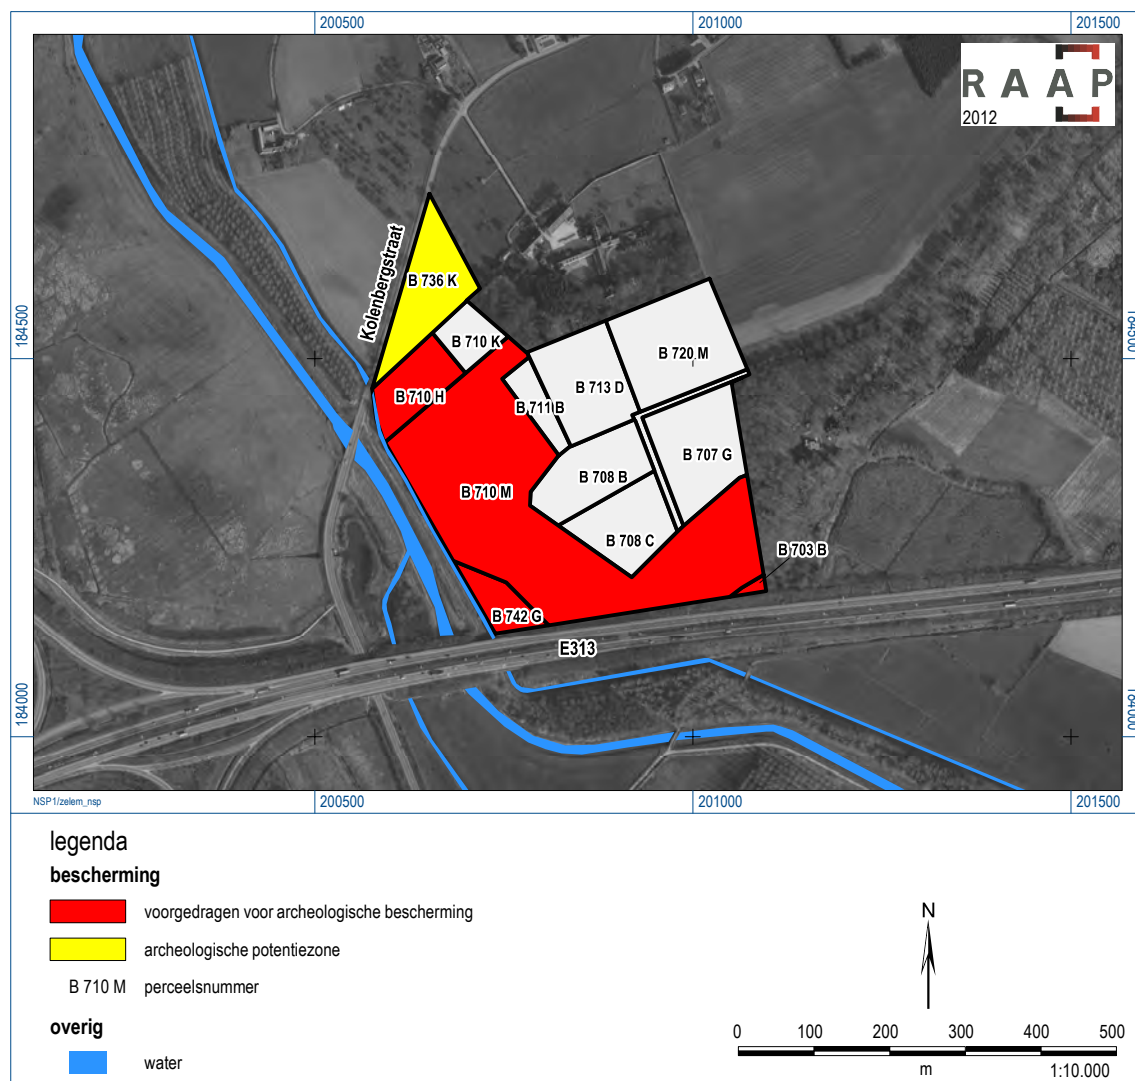 200500
201000
201500
R A A P
2012
Kolenbergstraat
B 736 K
184500
184500
B 710 K
B 720 M
B 710 H
B 713 D
B 711 B
B 707 G
B 708 B
B 710 M
B 708 C
B 703 B
B 742 G
E313
184000
184000
NSP1/zelem_nsp
200500
201000
201500
legenda
bescherming
voorgedragen voor archeologische bescherming
archeologische potentiezone
B 710 M perceelsnummer
overig
water
N
0 100 200 300 400 500
m
1:10.000